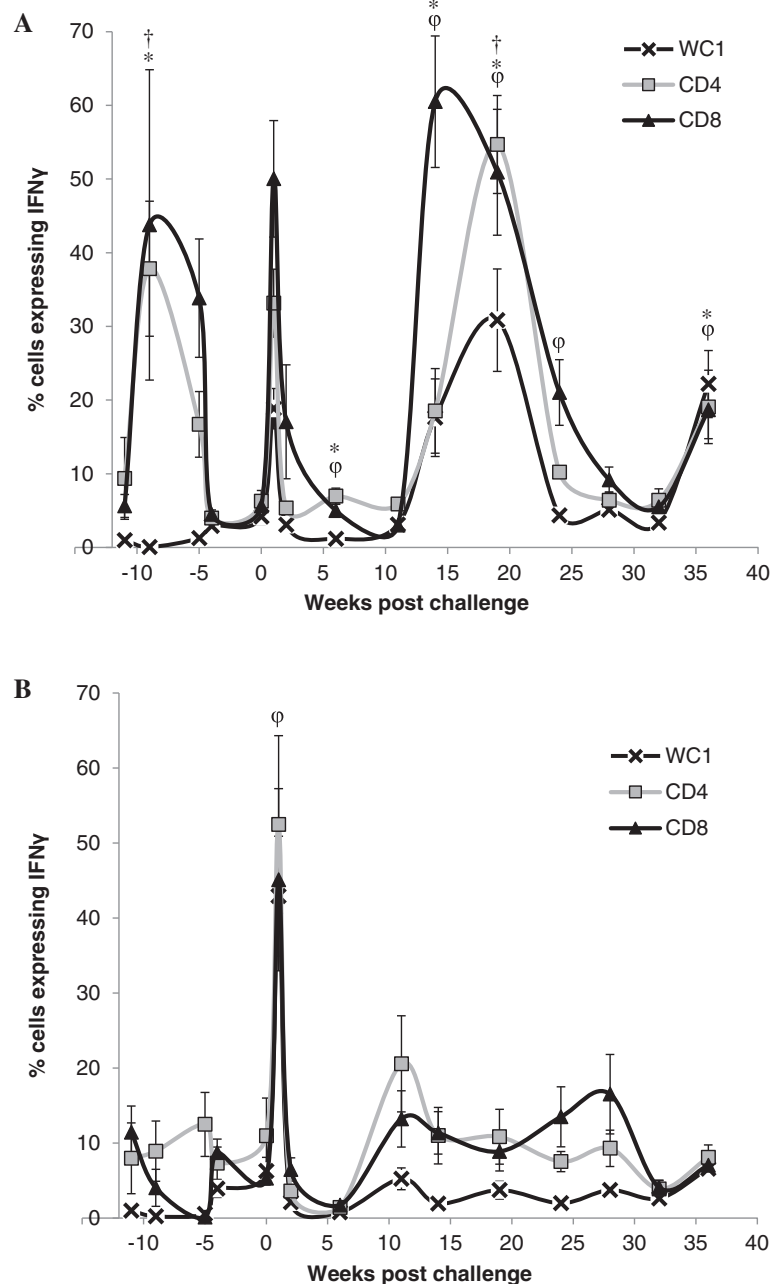 A
70
60
50
40
30
20
10
0
% cells expressing IFNγ
†
*
*
φ
*
φ
†
*
φ
φ
*
φ
WC1
CD4
CD8
-10 -5 0 5 10 15 20 25 30 35 40
Weeks post challenge
B
70
60
50
40
30
20
10
0
% cells expressing IFNγ
φ
WC1
CD4
CD8
-10 -5 0 5 10 15 20 25 30 35 40
Weeks post challenge